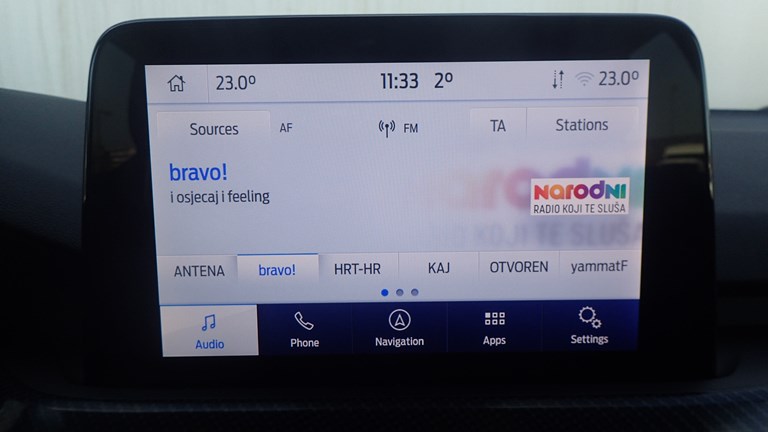 23.0° 11:33 2° 23.0°
Sources AF FM TA Stations
bravo!
i osjecaj i feeling
NARODNI
RADIO KOJI TE SLUŠA
ANTENA bravo! HRT-HR KAJ OTVOREN yammatF
Audio Phone Navigation Apps Settings